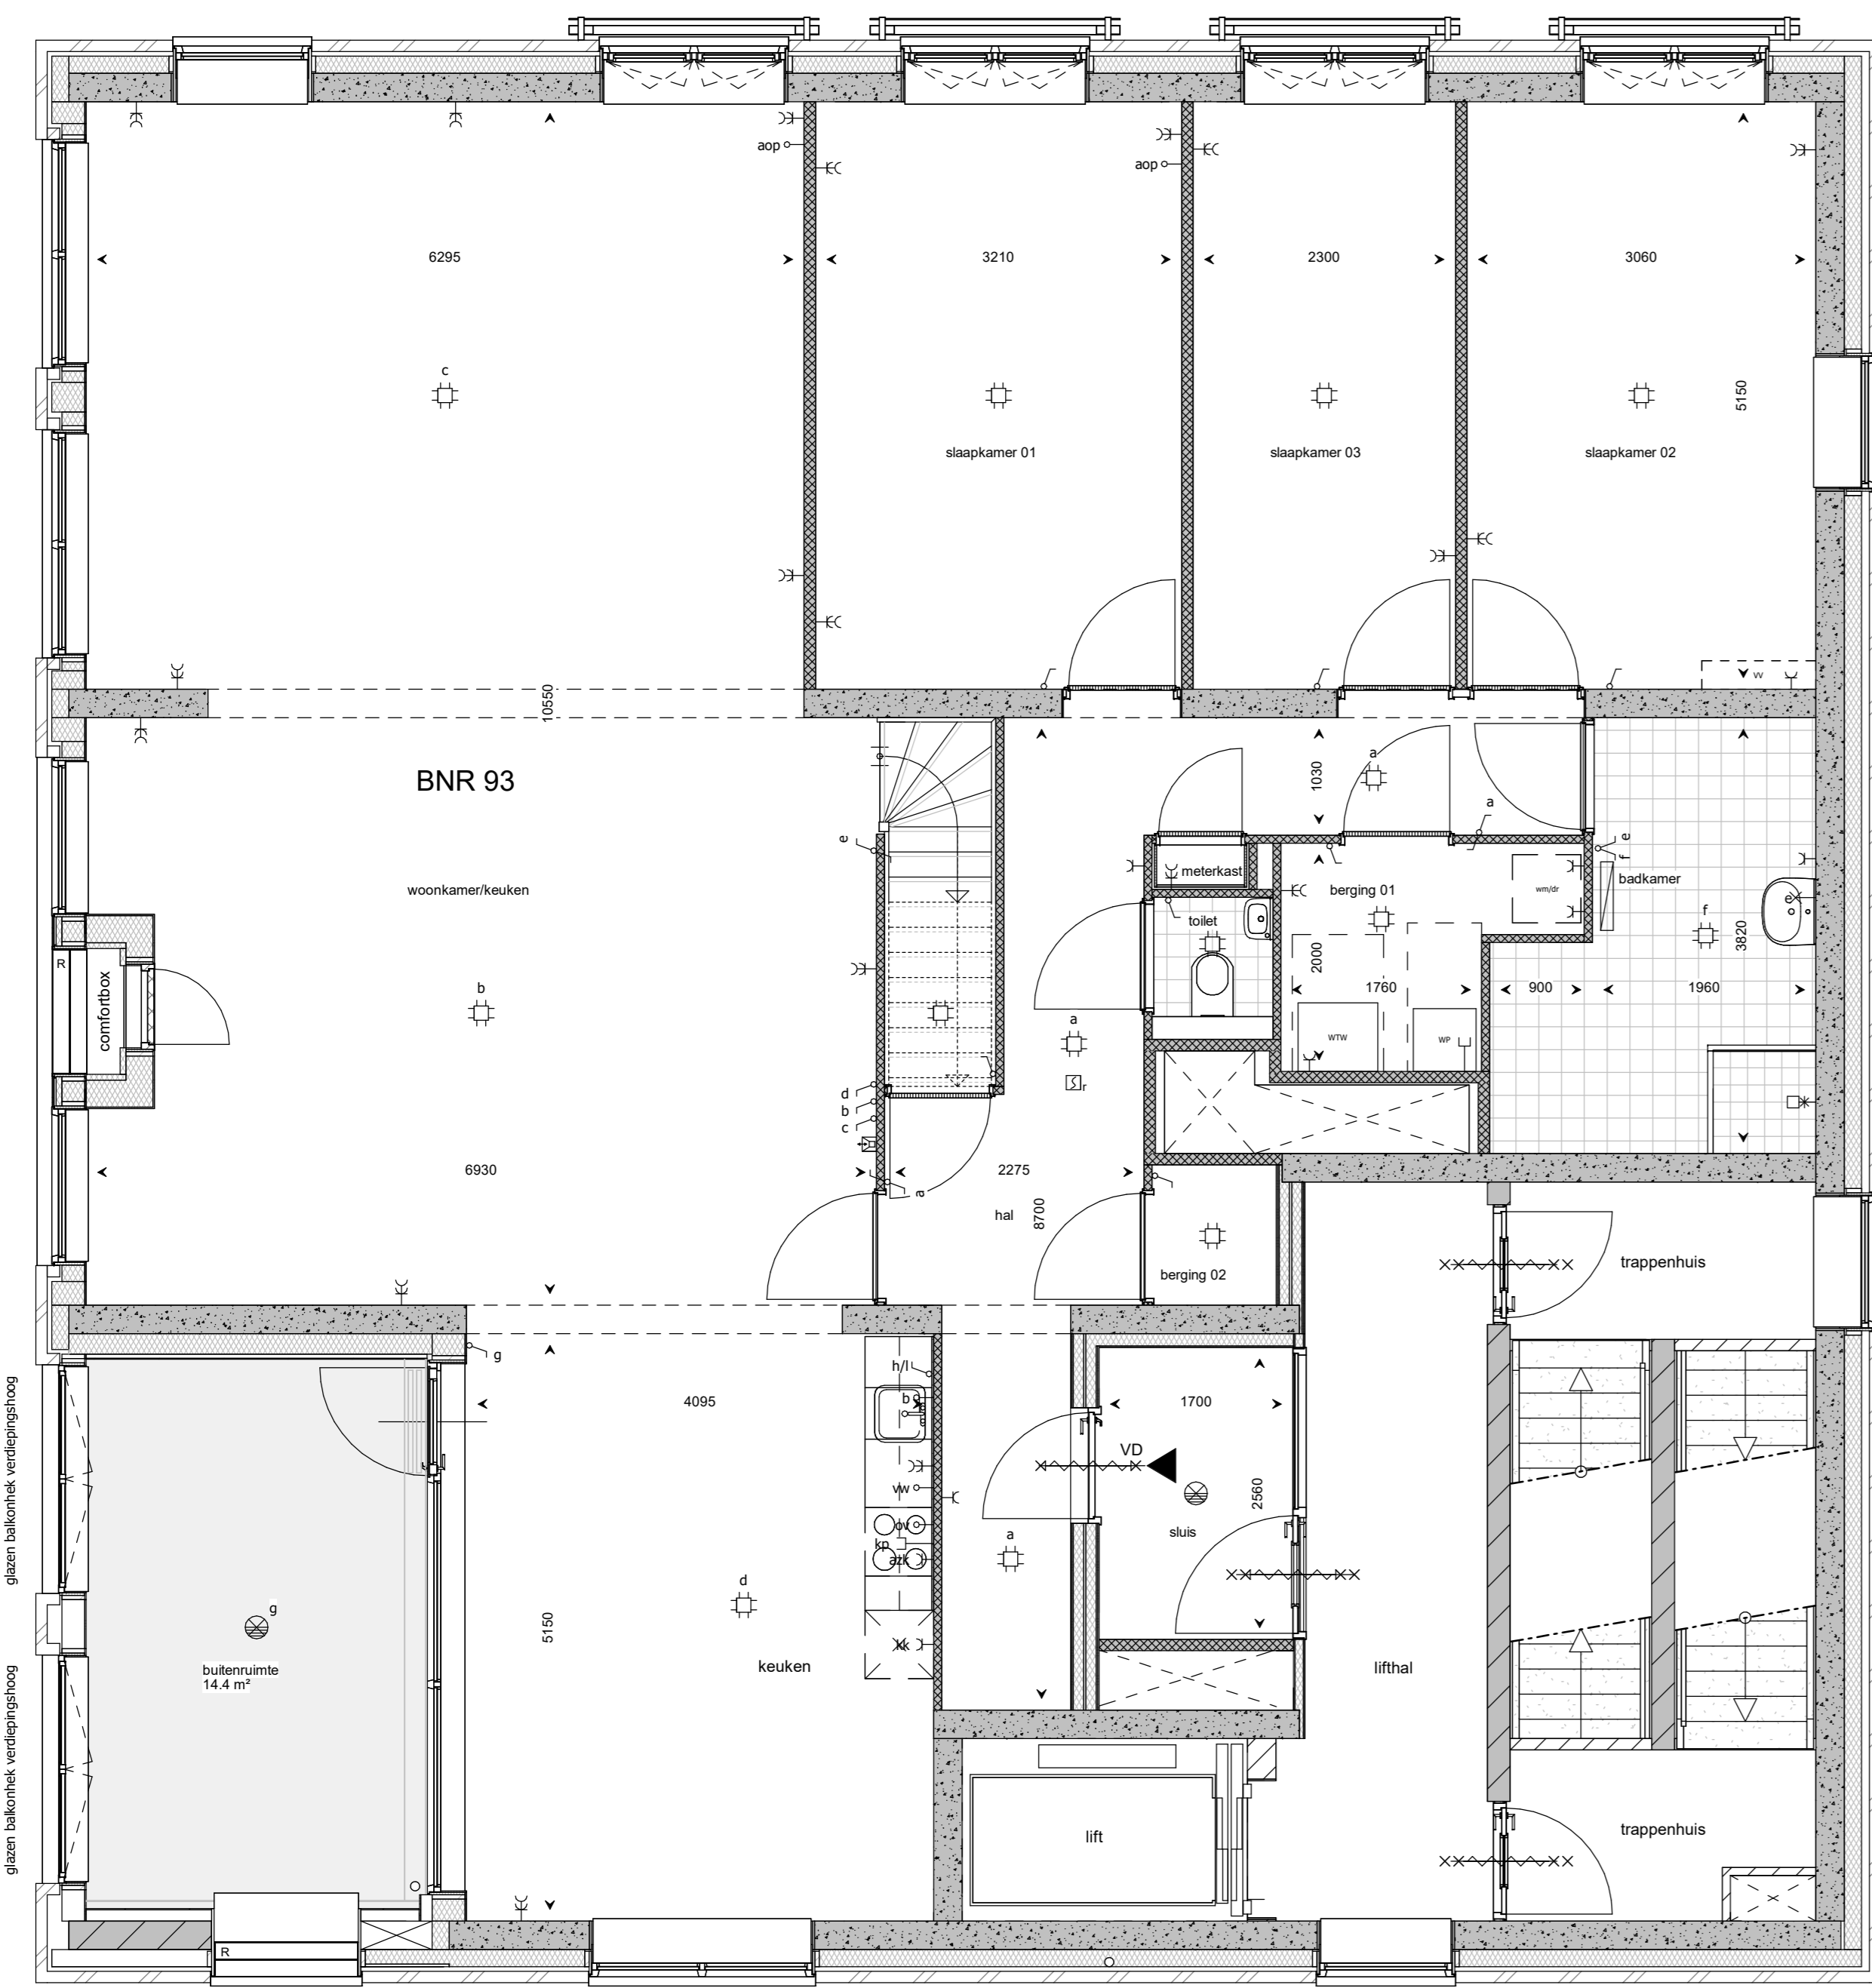 aop
aop
6295
3210
2300
3060
c
5150
slaapkamer 01
slaapkamer 03
slaapkamer 02
vv
10550
BNR 93
1030
a
a
e
e
f
meterkast
berging 01
wm/dr
badkamer
woonkamer/keuken
toilet
e
f
3820
R
comfortbox
b
2000
1760
900
1960
a
WTW
WP
r
d
b
c
6930
2275
a
hal
8700
berging 02
trappenhuis
g
h/l
b
4095
1700
VD
glazen balkonhek verdiepingshoog
vw
2560
ov
kp
azk
a
sluis
d
g
5150
kk
buitenruimte
14.4 m²
keuken
lifthal
glazen balkonhek verdiepingshoog
lift
trappenhuis
R